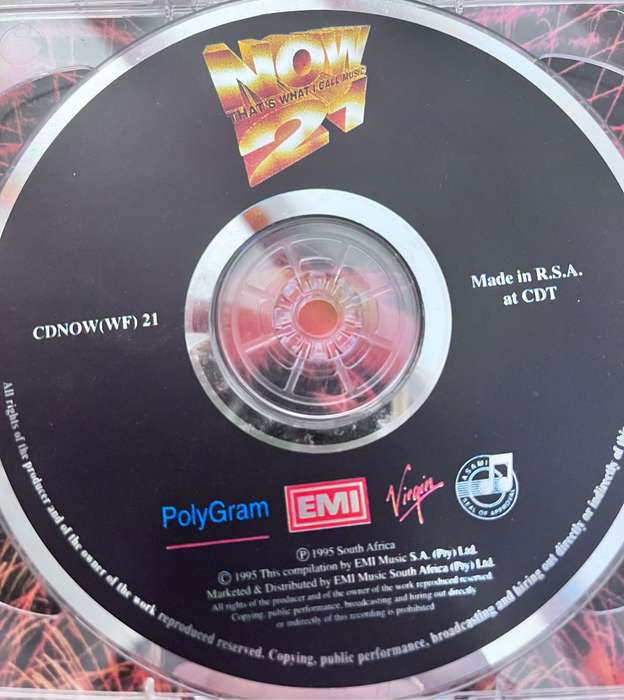 NOW
THAT'S WHAT I CALL MUSIC
21
Made in R.S.A.
at CDT
CDNOW(WF) 21
PolyGram
EMI
Virgin
ASAMI
SEAL OF APPROVAL
Ⓟ 1995 South Africa
© 1995 This compilation by EMI Music S.A. (Pty) Ltd.
Marketed & Distributed by EMI Music South Africa (Pty) Ltd.
All rights of the producer and of the owner of the work reproduced reserved.
Copying, public performance, broadcasting and hiring out directly
or indirectly of this recording is prohibited
All rights of the producer and of the owner of the work reproduced reserved. Copying, public performance, broadcasting and hiring out directly or indirectly of this